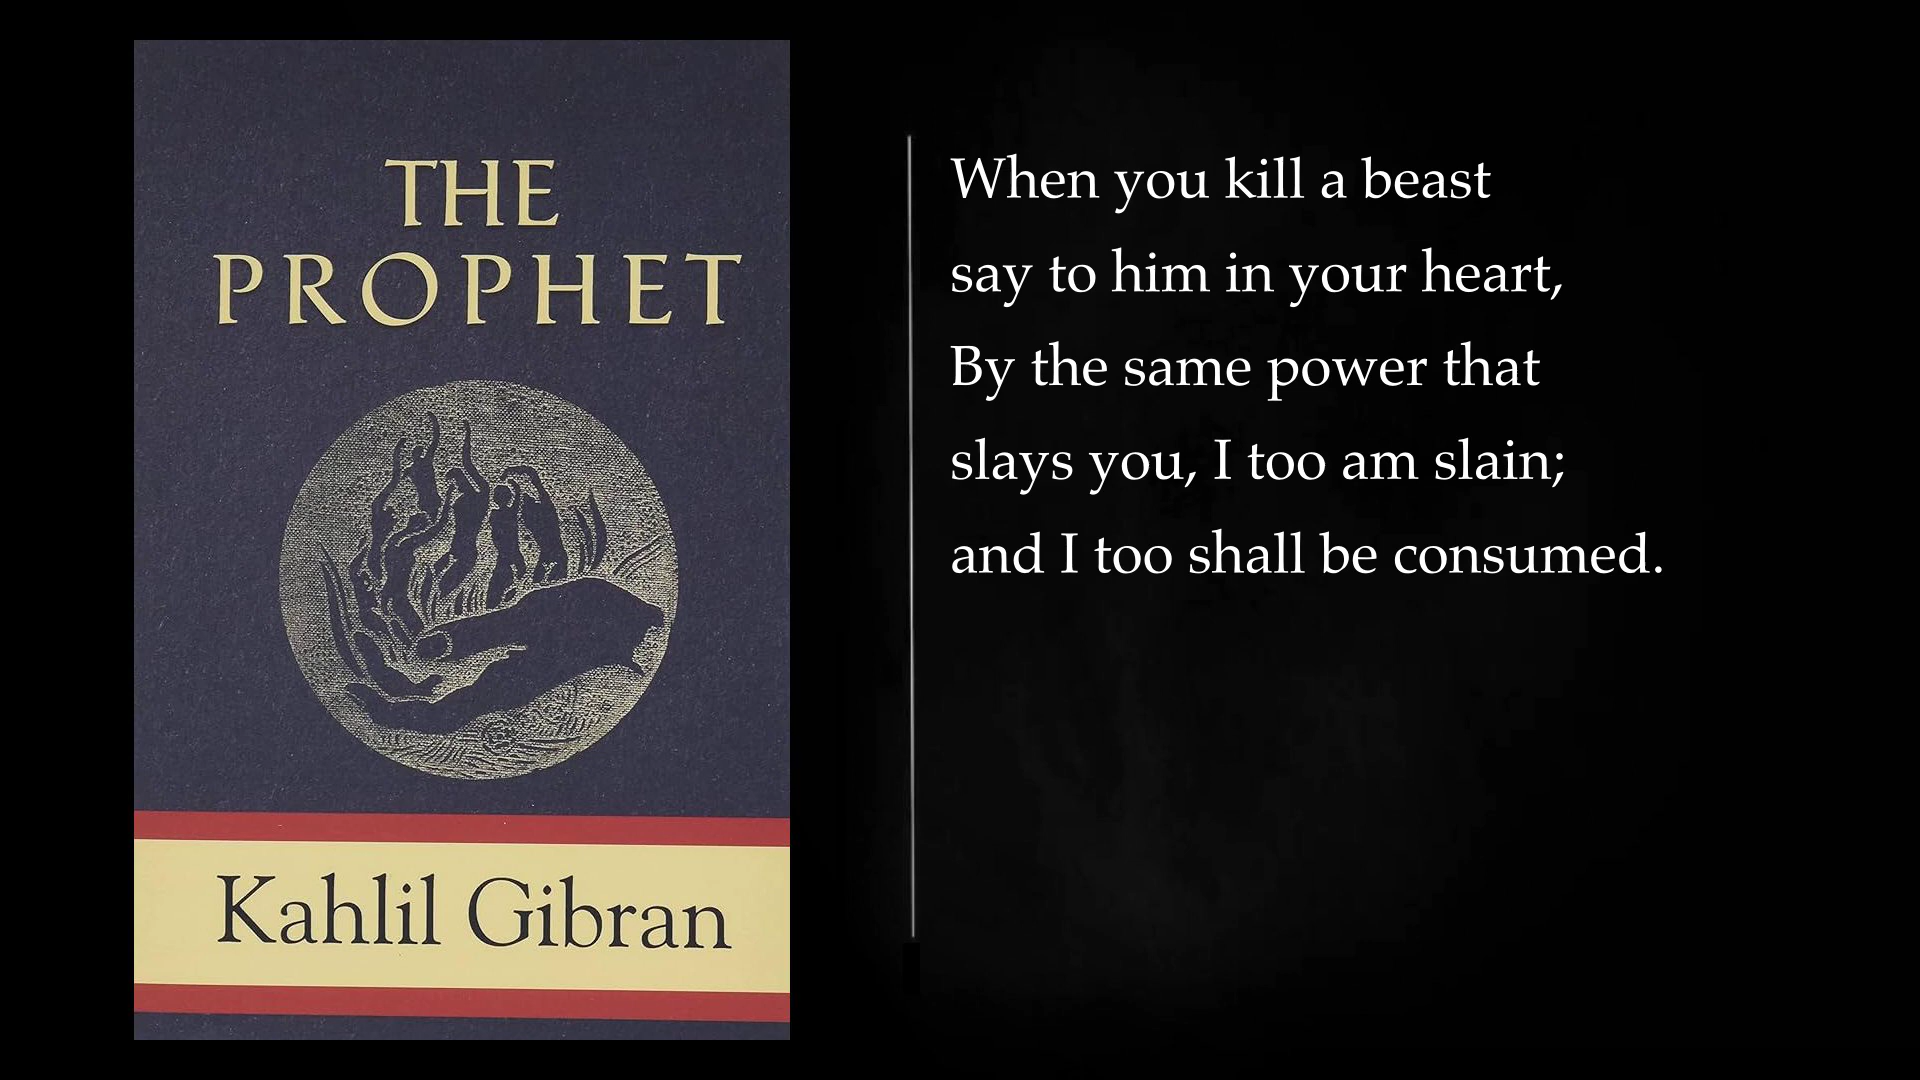 THE
PROPHET
Kahlil Gibran
When you kill a beast
say to him in your heart,
By the same power that
slays you, I too am slain;
and I too shall be consumed.